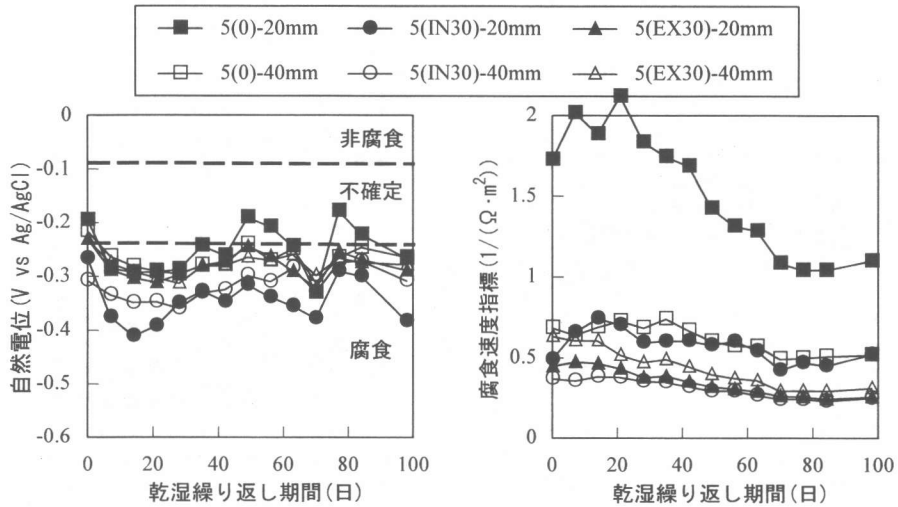 5(0)-20mm 5(IN30)-20mm 5(EX30)-20mm
5(0)-40mm 5(IN30)-40mm 5(EX30)-40mm
自然電位(V vs Ag/AgCl)
0
-0.1
-0.2
-0.3
-0.4
-0.5
-0.6
非腐食
不確定
腐食
0 20 40 60 80 100
乾湿繰り返し期間(日)
腐食速度指標(1/(Ω·m²)
2
1.5
1
0.5
0
0 20 40 60 80 100
乾湿繰り返し期間(日)